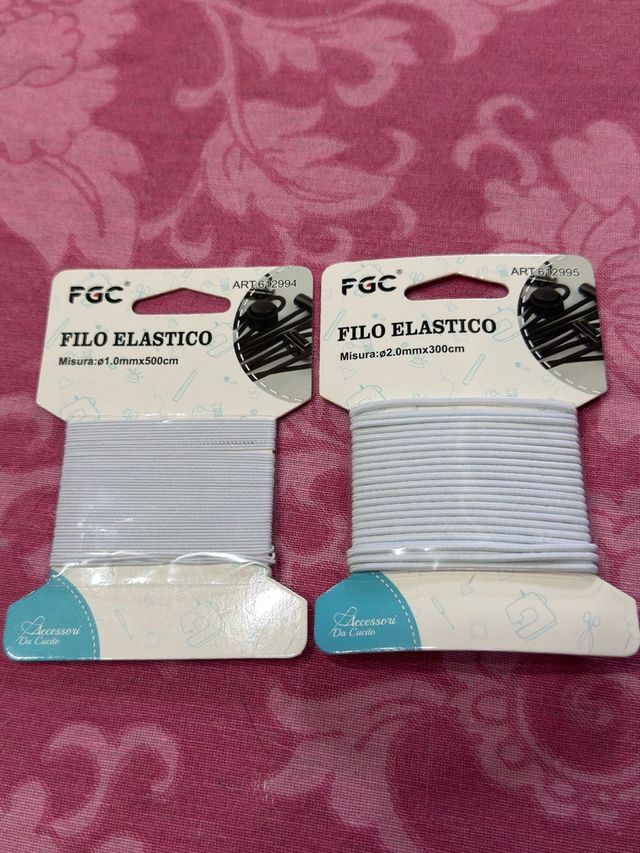 FGC®
ART.612994
FILO ELASTICO
Misura:ø1.0mmx500cm
Accessori
Da Cucito
FGC®
ART.612995
FILO ELASTICO
Misura:ø2.0mmx300cm
Accessori
Da Cucito